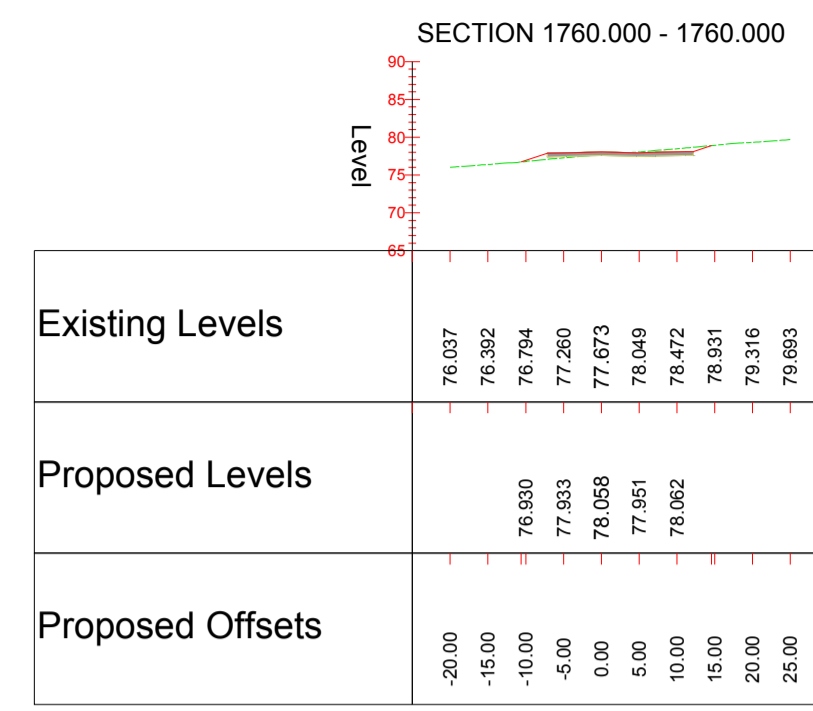 SECTION 1760.000 - 1760.000
90
85
80
75
70
65
Level
Existing Levels
76.037 76.392 76.794 77.260 77.673 78.049 78.472 78.931 79.316 79.693
Proposed Levels
76.930 77.933 78.058 77.951 78.062
Proposed Offsets
-20.00 -15.00 -10.00 -5.00 0.00 5.00 10.00 15.00 20.00 25.00